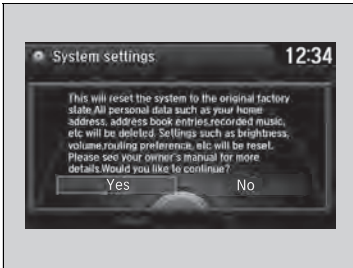 System settings
12:34
This will reset the system to the original factory
state.All personal data such as your home
address, address book entries,recorded music,
etc will be deleted. Settings such as brightness,
volume,routing preference, etc will be reset.
Please see your owner's manual for more
details.Would you like to continue?
Yes
No